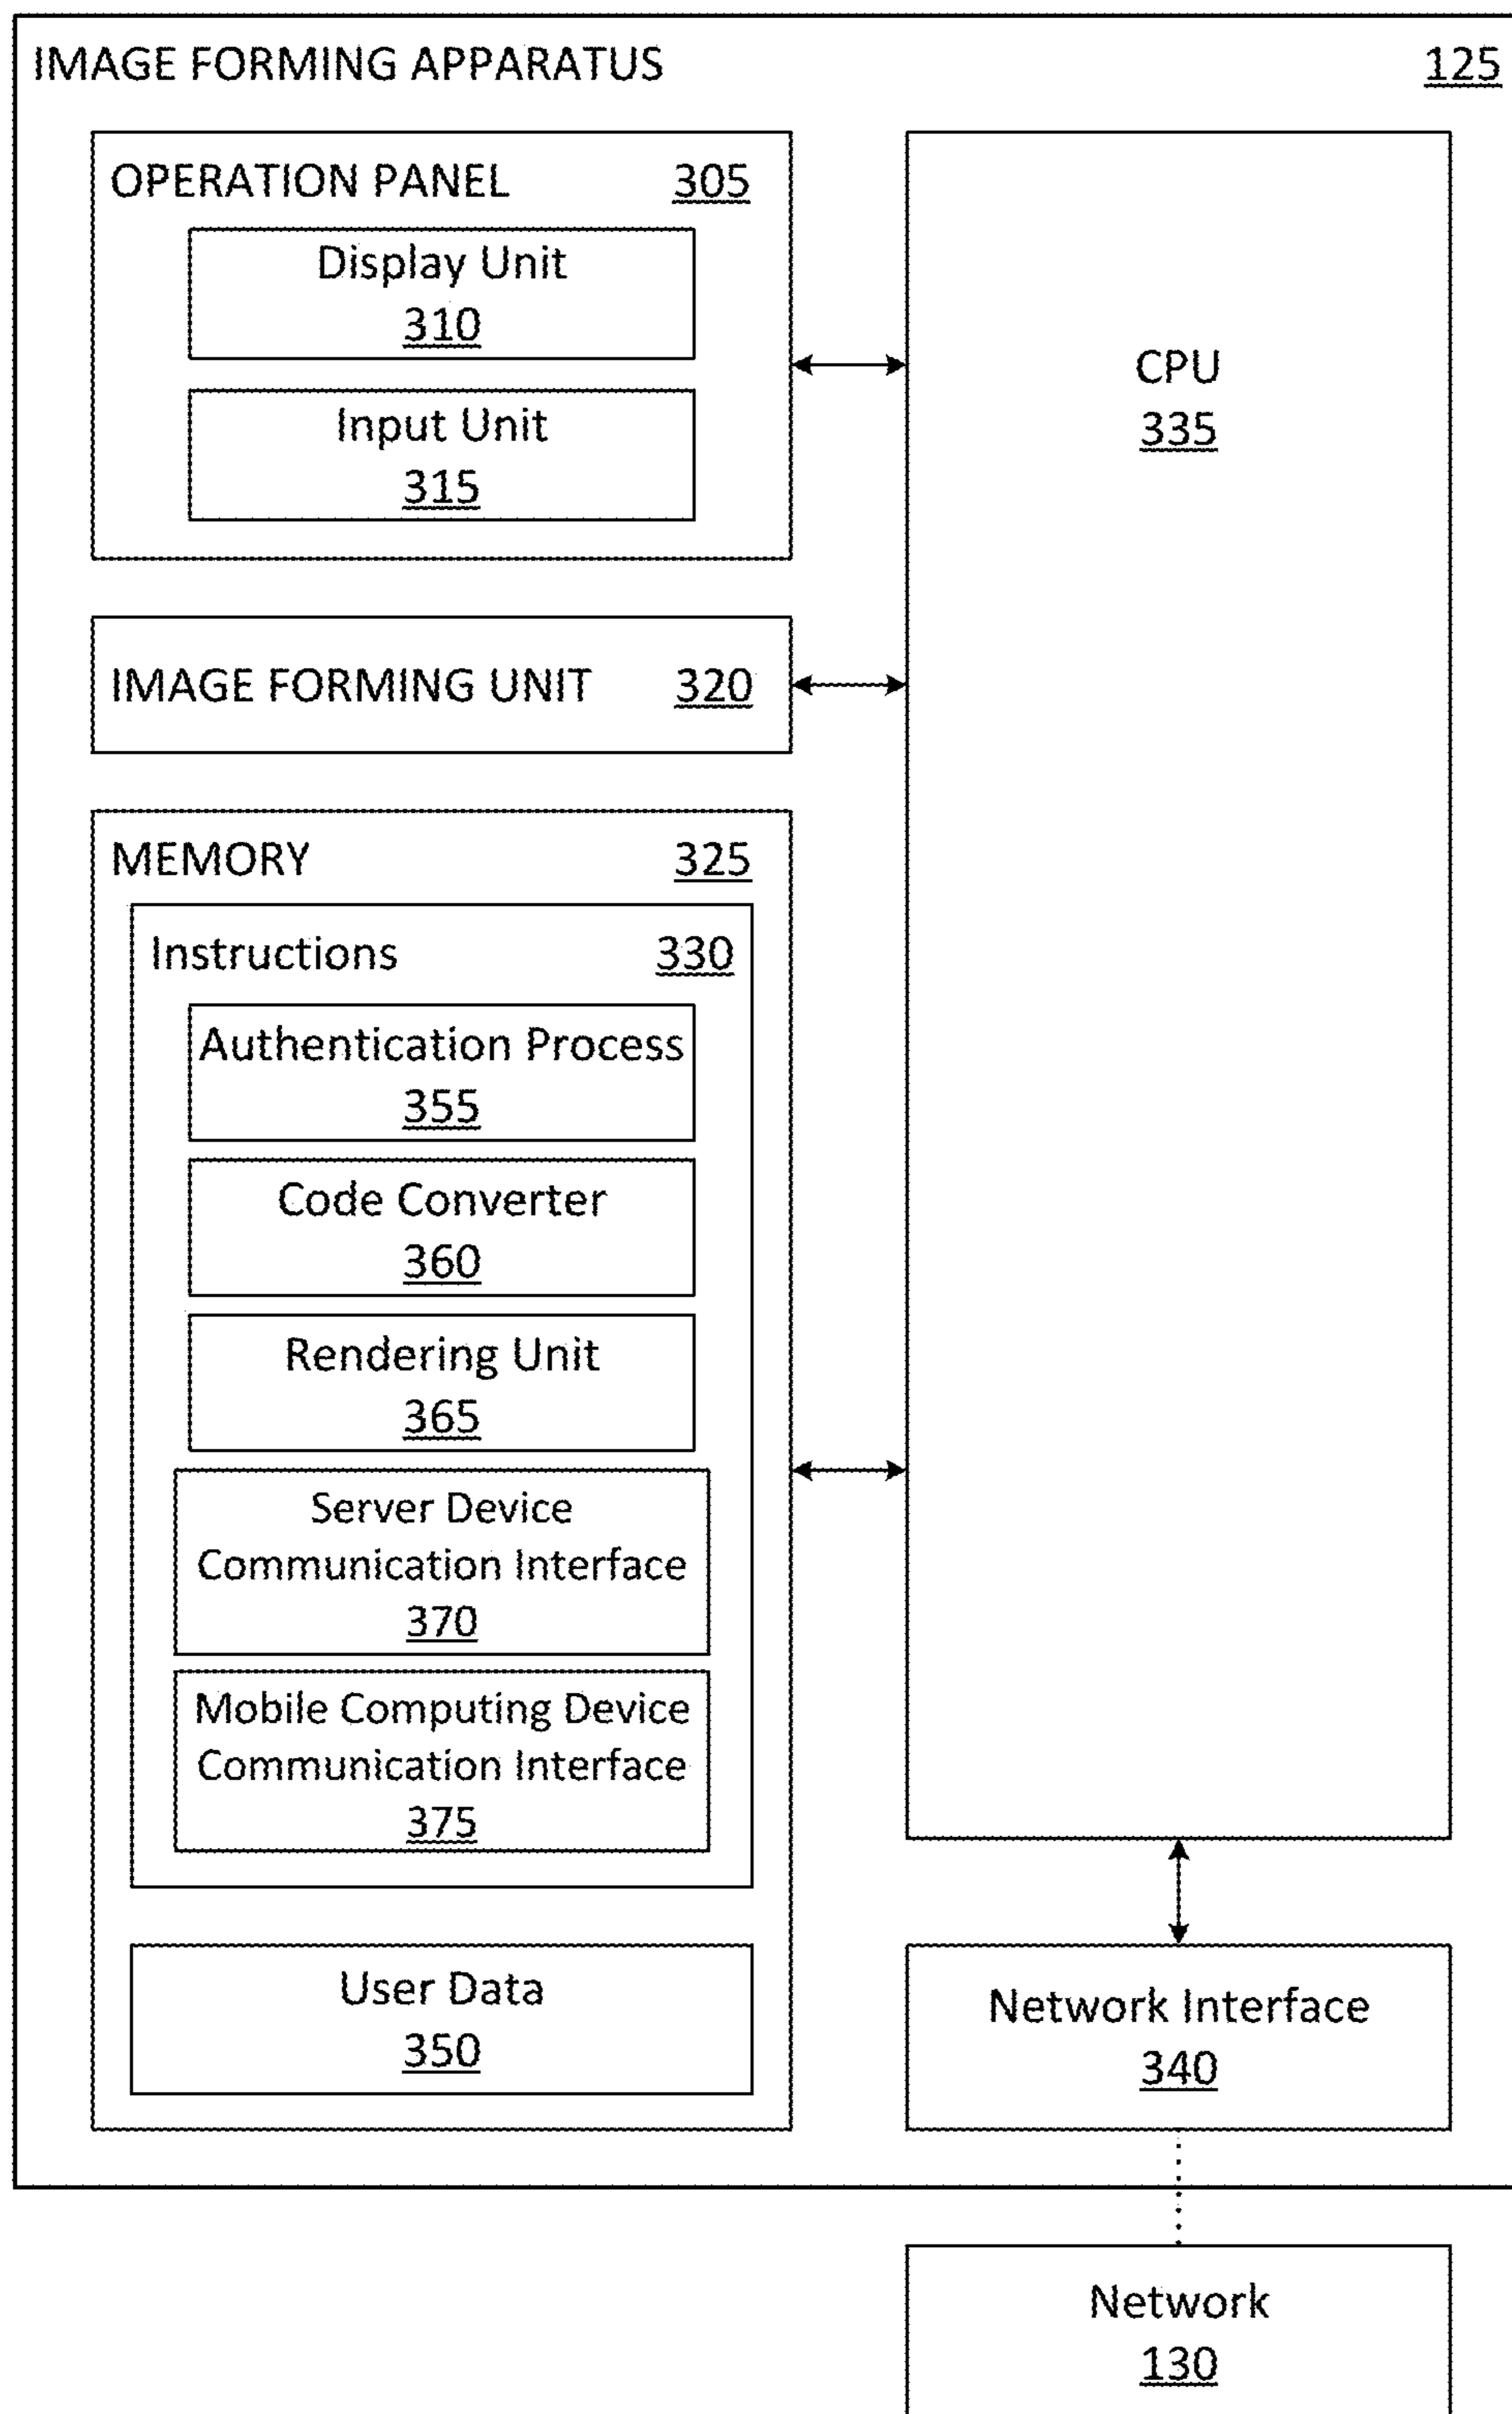 IMAGE FORMING APPARATUS 125
OPERATION PANEL 305
Display Unit
310
Input Unit
315
CPU
335
IMAGE FORMING UNIT 320
MEMORY 325
Instructions 330
Authentication Process
355
Code Converter
360
Rendering Unit
365
Server Device
Communication Interface
370
Mobile Computing Device
Communication Interface
375
User Data
350
Network Interface
340
Network
130